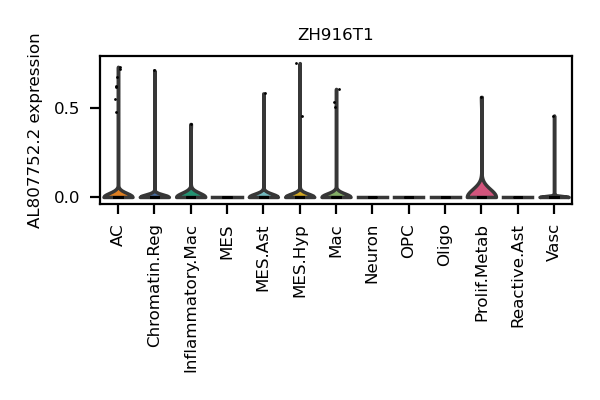 ZH916T1
AL807752.2 expression
0.5
0.0
AC
Chromatin.Reg
Inflammatory.Mac
MES
MES.Ast
MES.Hyp
Mac
Neuron
OPC
Oligo
Prolif.Metab
Reactive.Ast
Vasc